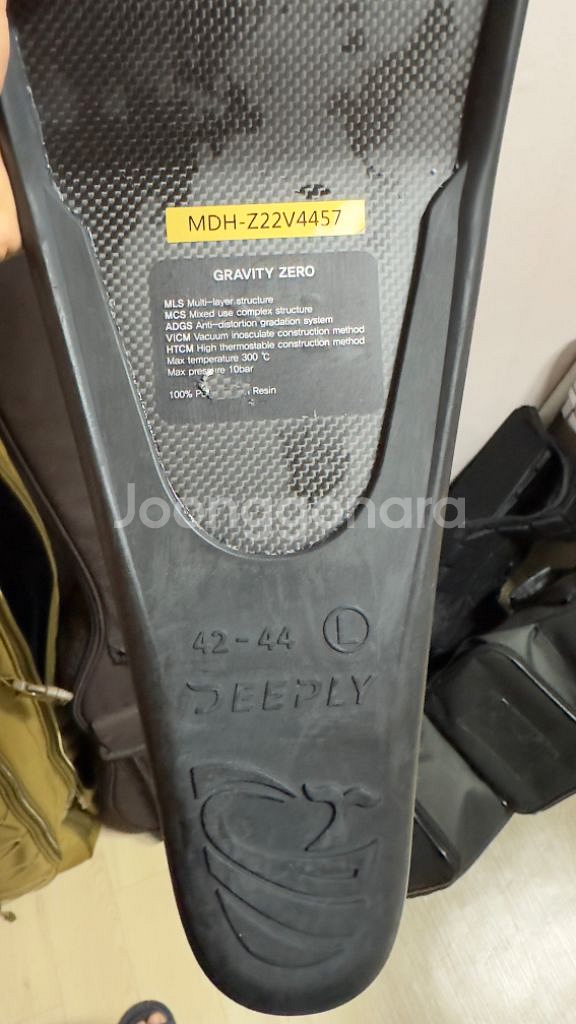 MDH-Z22V4457
GRAVITY ZERO
MLS Multi-layer structure
MCS Mixed use complex structure
ADGS Anti-distortion gradation system
VICM Vacuum inosculate construction method
HTCM High thermostable construction method
Max temperature 300 ℃
Max pressure 10bar
100% Resin
Joonggonara
42-44 L
DEEPLY